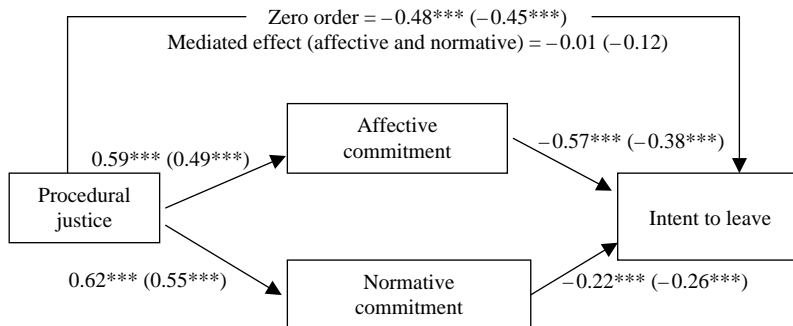 Zero order = −0.48*** (−0.45***)
Mediated effect (affective and normative) = −0.01 (−0.12)
Affective
commitment
−0.57*** (−0.38***)
0.59*** (0.49***)
Procedural
justice
Intent to leave
0.62*** (0.55***)
Normative
commitment
−0.22*** (−0.26***)